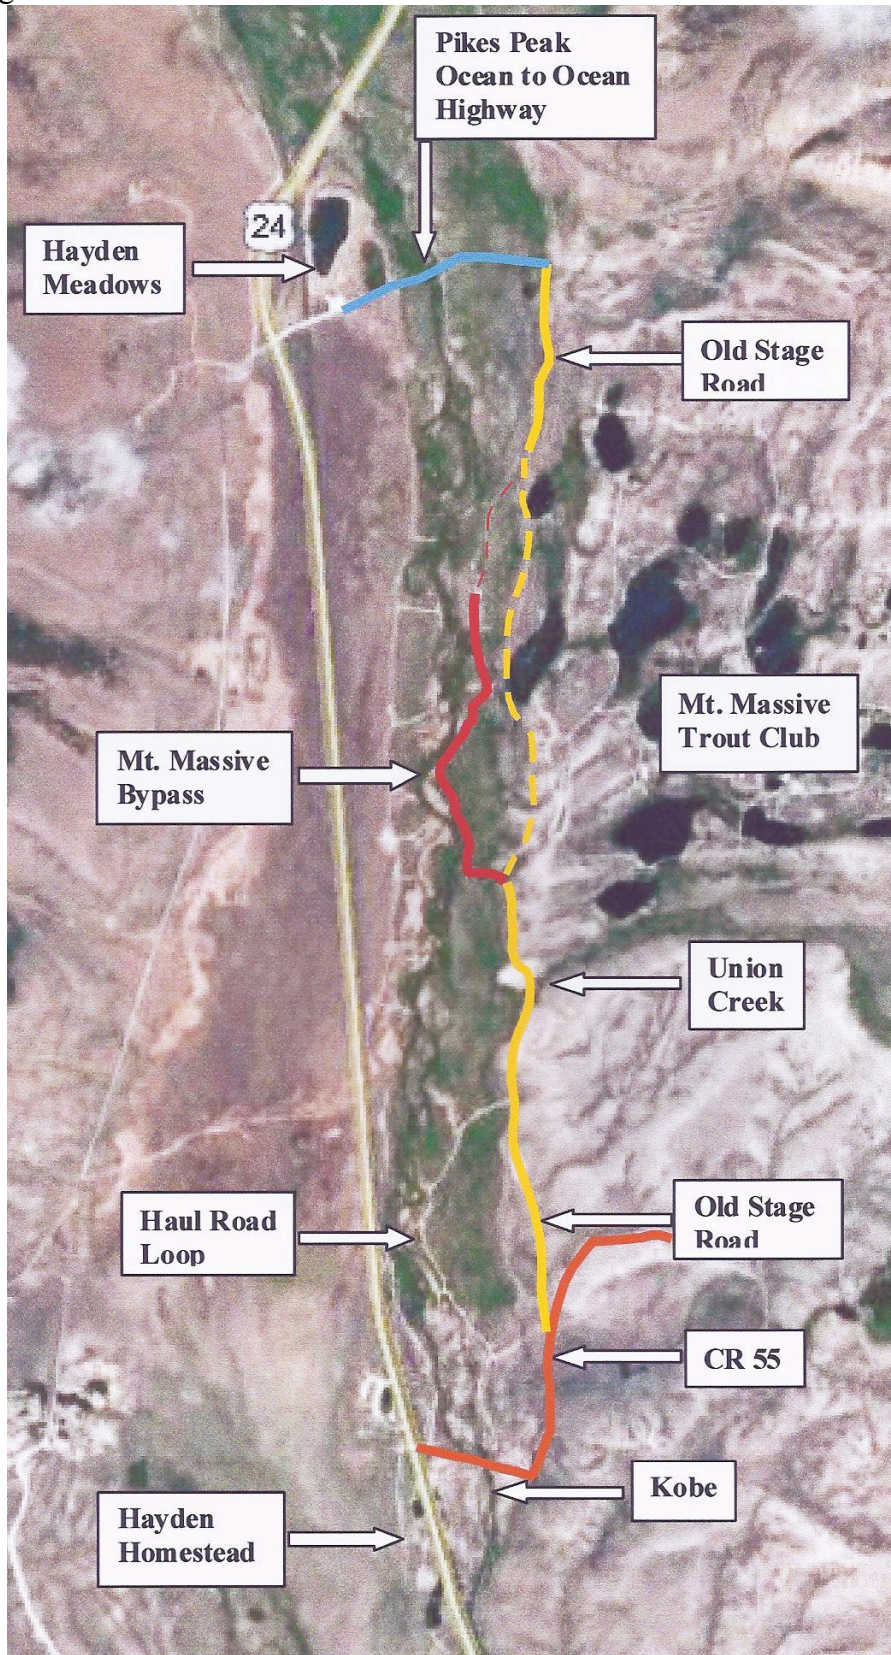 Pikes Peak
Ocean to Ocean
Highway
24
Hayden
Meadows
Old Stage
Road
Mt. Massive
Trout Club
Mt. Massive
Bypass
Union
Creek
Old Stage
Road
Haul Road
Loop
CR 55
Kobe
Hayden
Homestead